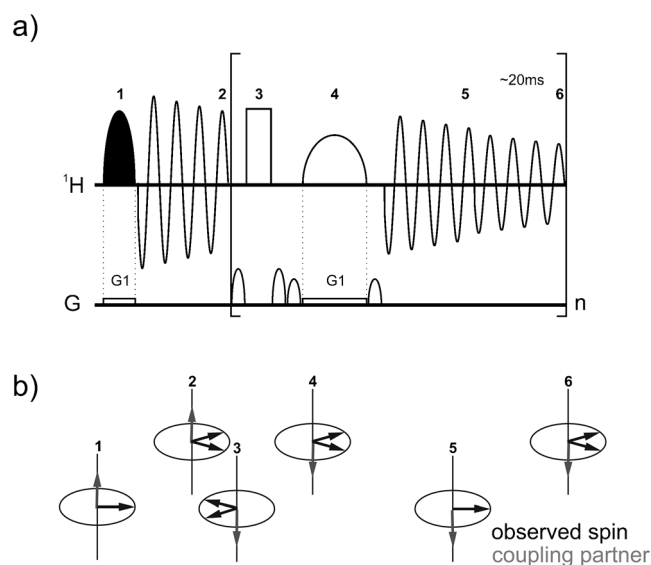 a)
~20ms
1 2 3 4 5 6
¹H
G1 G1
G n
b)
2 4 6
1 3 5
observed spin
coupling partner